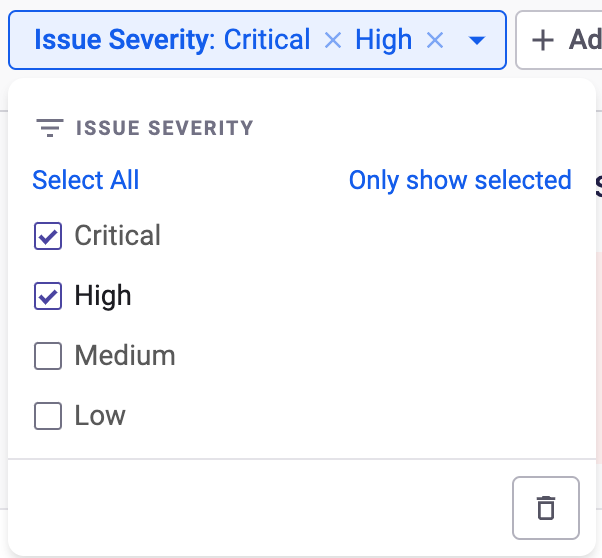 Issue Severity: Critical × High × + Ad
ISSUE SEVERITY
Select All Only show selected
Critical
High
Medium
Low